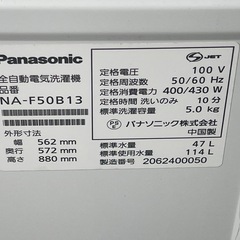 Panasonic
全自動電気洗濯機
品番
NA-F50B13
外形寸法
幅 562 mm
奥行 572 mm
高さ 880 mm
JET
定格電圧 100 V
定格周波数 50/60 Hz
定格消費電力 400/430 W
定格時間 洗いのみ 10 分
標準洗濯容量 5.0 kg
PS E
パナソニック株式会社
中国製
標準水量 47 L
標準使用水量 114 L
製造番号 2062400050